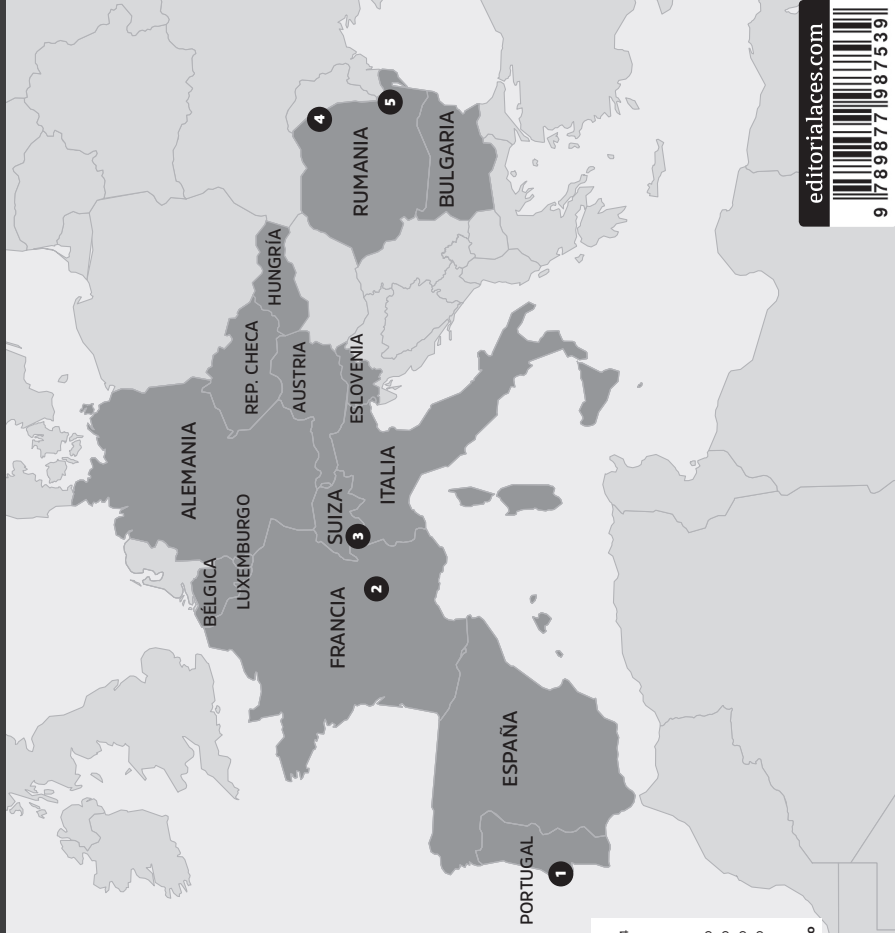 ALEMANIA
BÉLGICA
LUXEMBURGO
REP. CHECA
HUNGRÍA
AUSTRIA
ESLOVENIA
SUIZA
3
ITALIA
FRANCIA
2
RUMANIA
4
5
BULGARIA
ESPAÑA
PORTUGAL
1
editorialaces.com
9 789877 987539